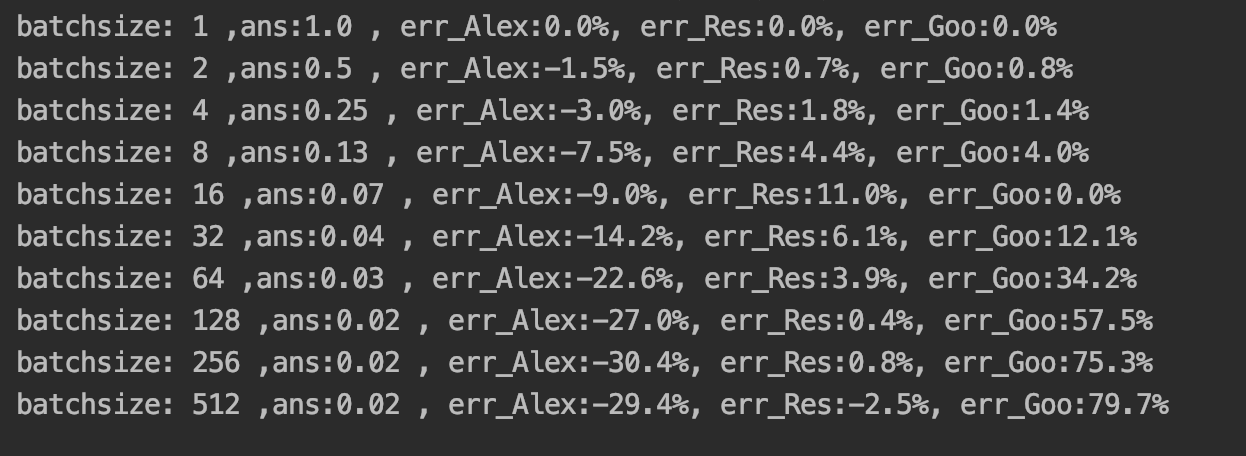 batchsize: 1 ,ans:1.0 , err_Alex:0.0%, err_Res:0.0%, err_Goo:0.0%
batchsize: 2 ,ans:0.5 , err_Alex:-1.5%, err_Res:0.7%, err_Goo:0.8%
batchsize: 4 ,ans:0.25 , err_Alex:-3.0%, err_Res:1.8%, err_Goo:1.4%
batchsize: 8 ,ans:0.13 , err_Alex:-7.5%, err_Res:4.4%, err_Goo:4.0%
batchsize: 16 ,ans:0.07 , err_Alex:-9.0%, err_Res:11.0%, err_Goo:0.0%
batchsize: 32 ,ans:0.04 , err_Alex:-14.2%, err_Res:6.1%, err_Goo:12.1%
batchsize: 64 ,ans:0.03 , err_Alex:-22.6%, err_Res:3.9%, err_Goo:34.2%
batchsize: 128 ,ans:0.02 , err_Alex:-27.0%, err_Res:0.4%, err_Goo:57.5%
batchsize: 256 ,ans:0.02 , err_Alex:-30.4%, err_Res:0.8%, err_Goo:75.3%
batchsize: 512 ,ans:0.02 , err_Alex:-29.4%, err_Res:-2.5%, err_Goo:79.7%